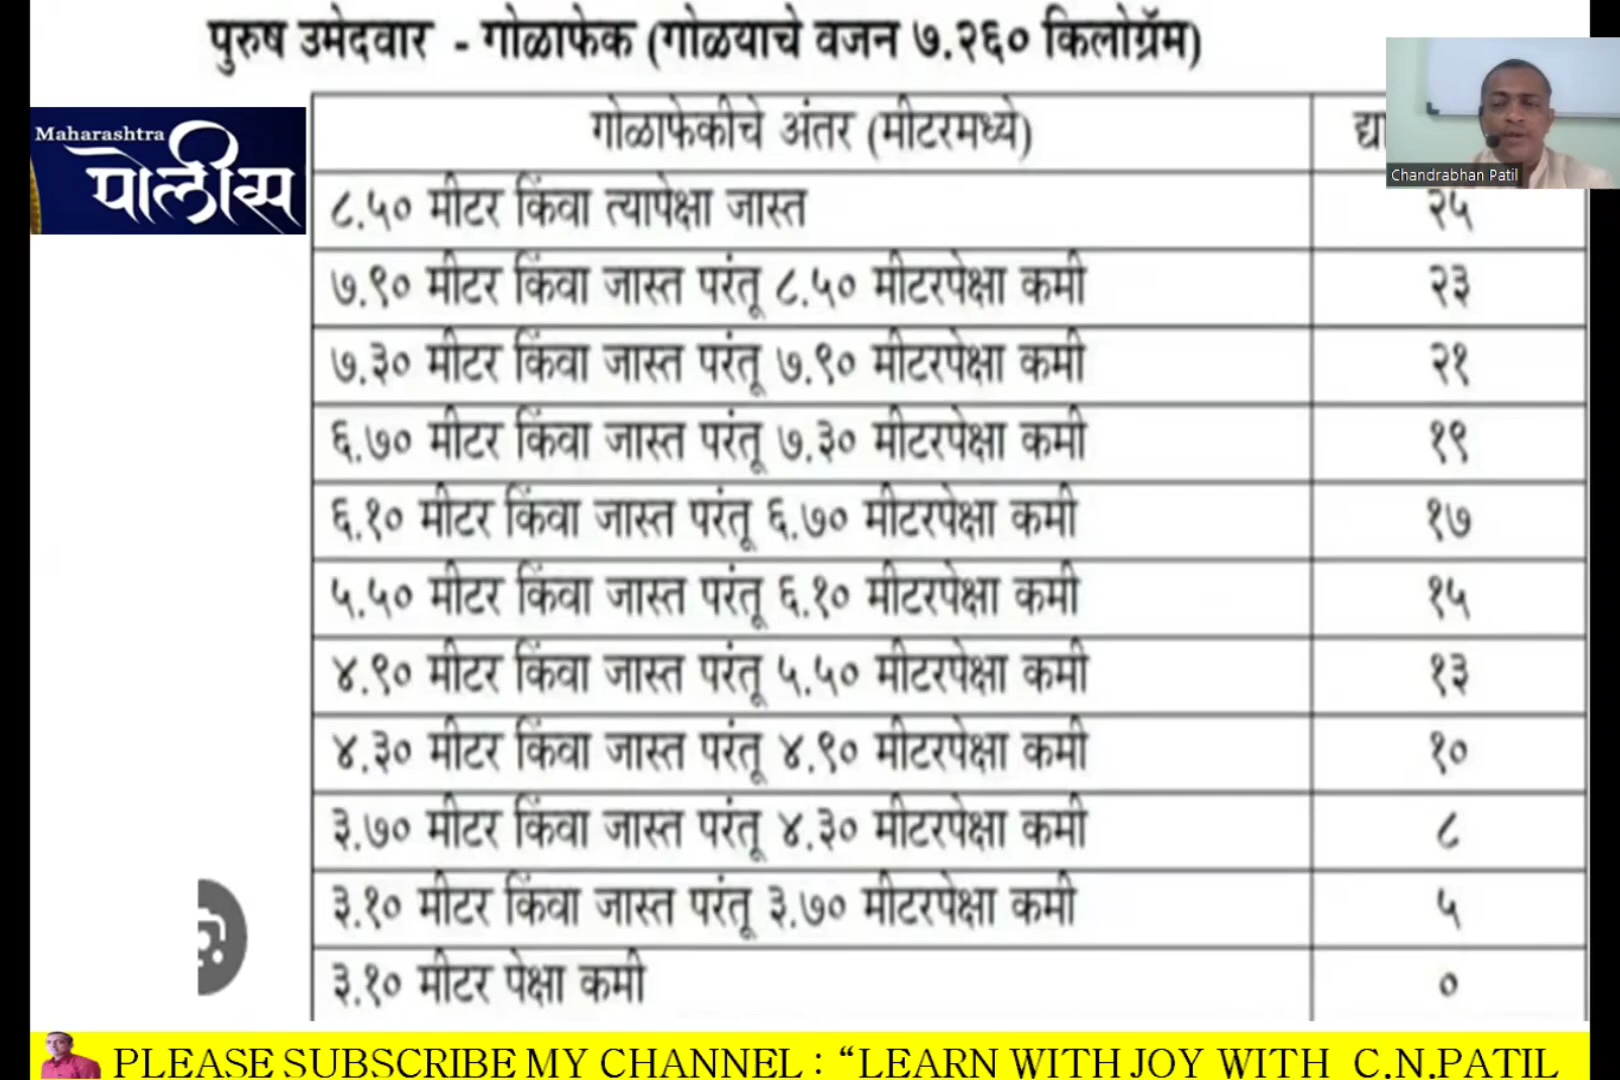 पुरुष उमेदवार - गोळाफेक (गोळयाचे वजन ७.२६० किलोग्रॅम)
Maharashtra
पोलीस
गोळाफेकीचे अंतर (मीटरमध्ये)
Chandrabhan Patil
८.५० मीटर किंवा त्यापेक्षा जास्त २५
७.९० मीटर किंवा जास्त परंतू ८.५० मीटरपेक्षा कमी २३
७.३० मीटर किंवा जास्त परंतू ७.९० मीटरपेक्षा कमी २१
६.७० मीटर किंवा जास्त परंतू ७.३० मीटरपेक्षा कमी १९
६.१० मीटर किंवा जास्त परंतू ६.७० मीटरपेक्षा कमी १७
५.५० मीटर किंवा जास्त परंतू ६.१० मीटरपेक्षा कमी १५
४.९० मीटर किंवा जास्त परंतू ५.५० मीटरपेक्षा कमी १३
४.३० मीटर किंवा जास्त परंतू ४.९० मीटरपेक्षा कमी १०
३.७० मीटर किंवा जास्त परंतू ४.३० मीटरपेक्षा कमी ८
३.१० मीटर किंवा जास्त परंतू ३.७० मीटरपेक्षा कमी ५
३.१० मीटर पेक्षा कमी ०
PLEASE SUBSCRIBE MY CHANNEL : “LEARN WITH JOY WITH C.N.PATIL